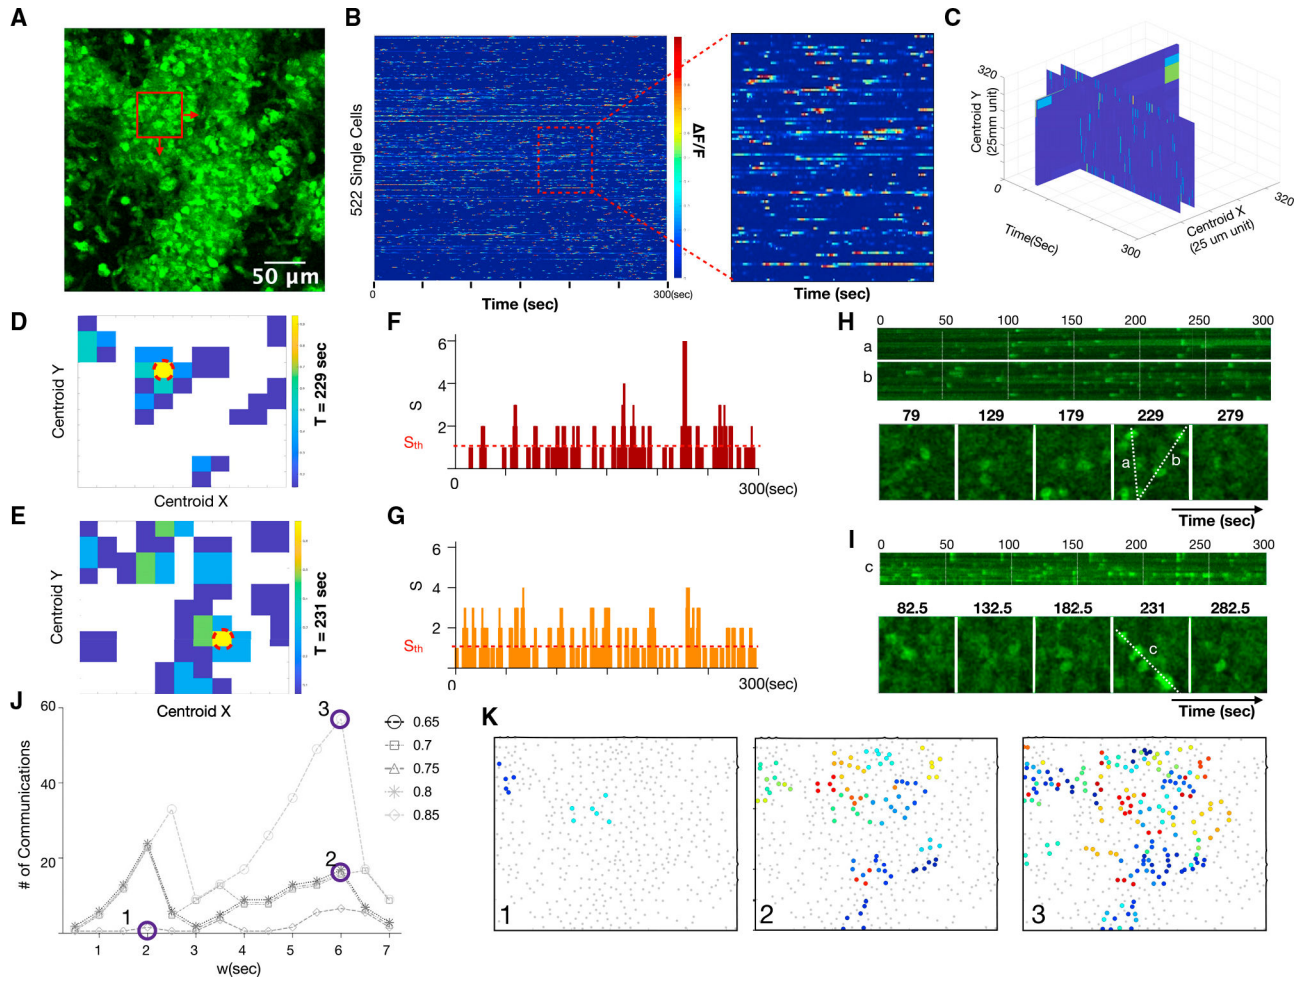 A
50 μm
B
522 Single Cells
0
300(sec)
Time (sec)
ΔF/F
Time (sec)
C
320
Centroid Y
(25mm unit)
0
Time(Sec)
300
Centroid X
(25 um unit)
320
D
Centroid Y
Centroid X
T = 229 sec
E
Centroid Y
Centroid X
T = 231 sec
F
6
4
2
S
Sth
0
300(sec)
G
6
4
2
0
S
Sth
0
300(sec)
H
0 50 100 150 200 250 300
a
b
79 129 179 229 279
a b
Time (sec)
I
0 50 100 150 200 250 300
c
82.5 132.5 182.5 231 282.5
c
Time (sec)
J
60
40
20
# of Communications
1 2 3 4 5 6 7
w(sec)
1
2
3
0.65
0.7
0.75
0.8
0.85
K
1
2
3